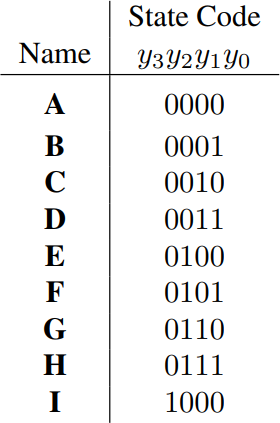 State Code
Name y₃y₂y₁y₀
A 0000
B 0001
C 0010
D 0011
E 0100
F 0101
G 0110
H 0111
I 1000